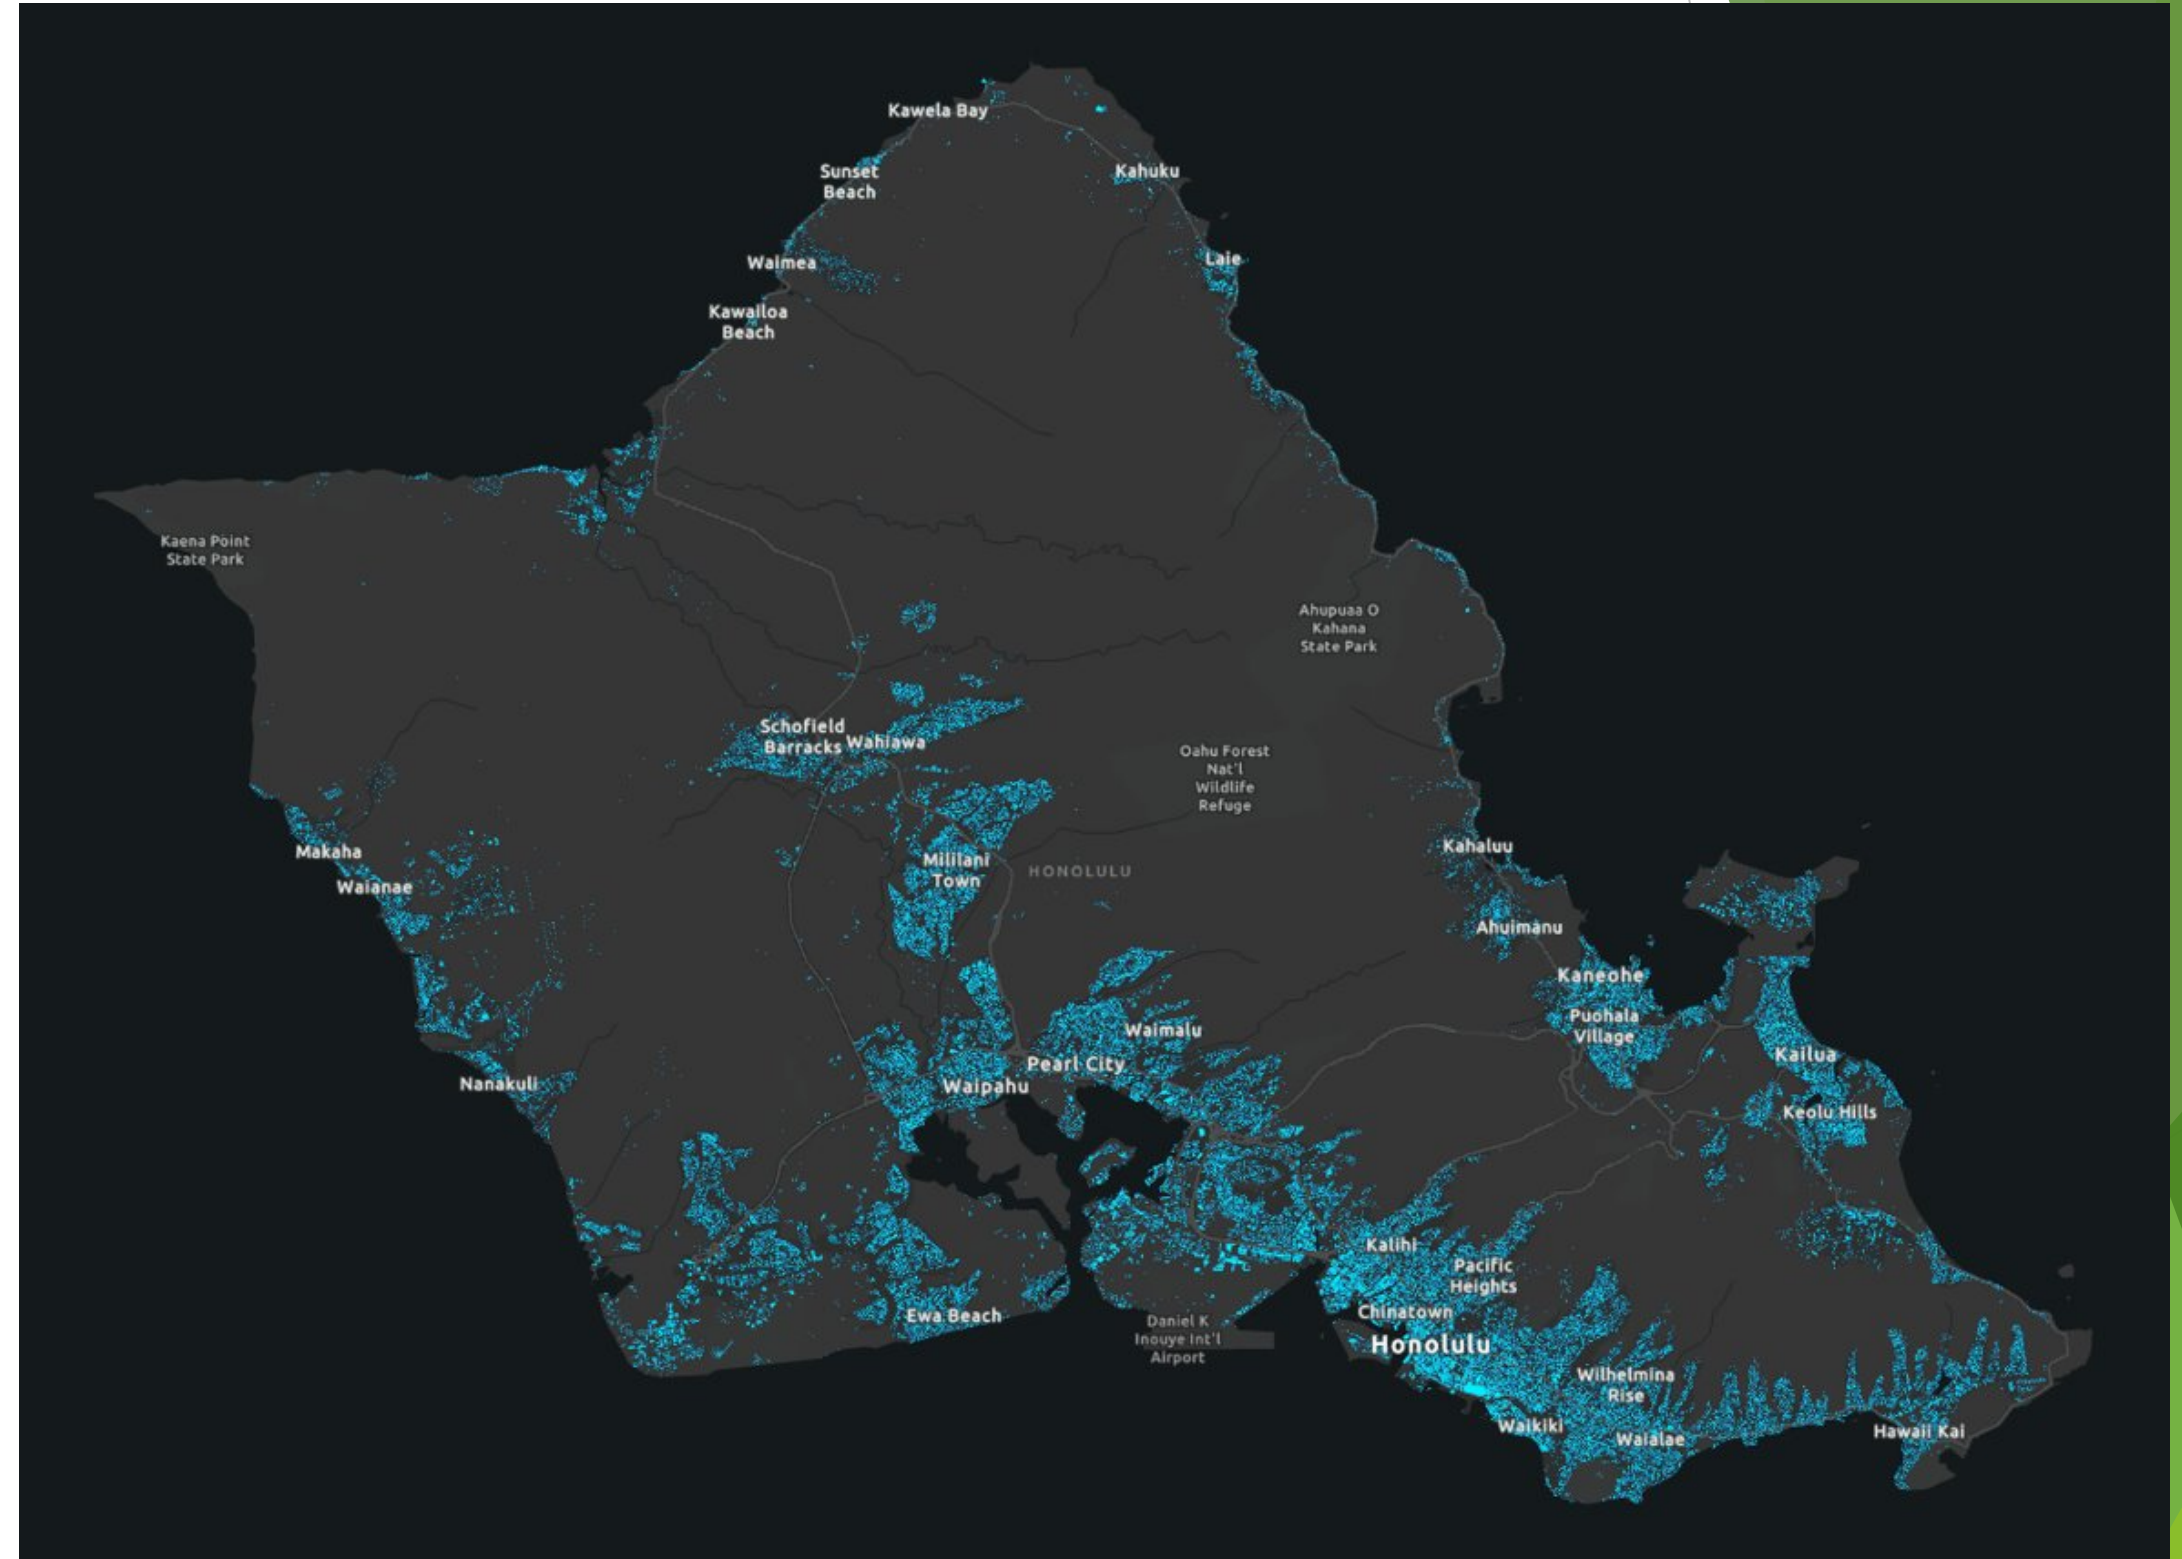 Kawela Bay
Sunset
Beach
Kahuku
Waimea
Laie
Kawailoa
Beach
Kaena Point
State Park
Ahupuaa O
Kahana
State Park
Schofield
Barracks
Wahiawa
Oahu Forest
Nat'l
Wildlife
Refuge
Makaha
Waianae
Mililani
Town
HONOLULU
Kahaluu
Ahuimanu
Kaneohe
Puohala
Village
Waimalu
Pearl City
Waipahu
Nanakuli
Kailua
Keolu Hills
Kalihi
Pacific
Heights
Chinatown
Honolulu
Ewa Beach
Daniel K
Inouye Int'l
Airport
Wilhelmina
Rise
Waikiki
Waialae
Hawaii Kai